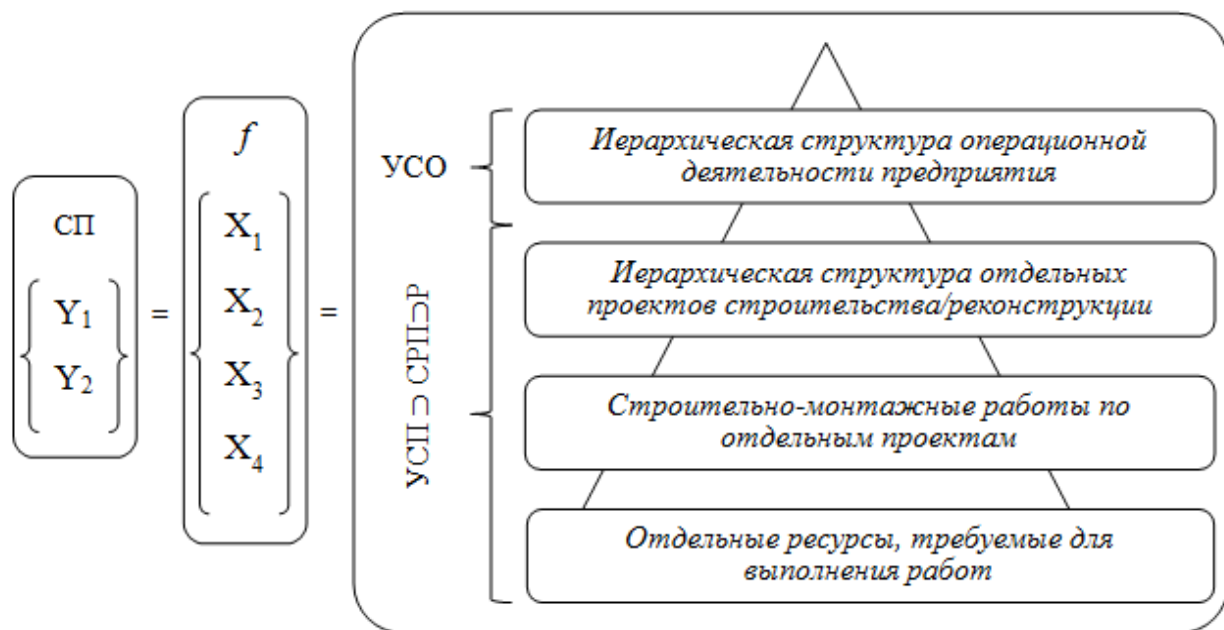 СП
Y1
Y2
=
f
X1
X2
X3
X4
=
УСО
УСП ⊃ СРП⊃Р
Иерархическая структура операционной
деятельности предприятия
Иерархическая структура отдельных
проектов строительства/реконструкции
Строительно-монтажные работы по
отдельным проектам
Отдельные ресурсы, требуемые для
выполнения работ